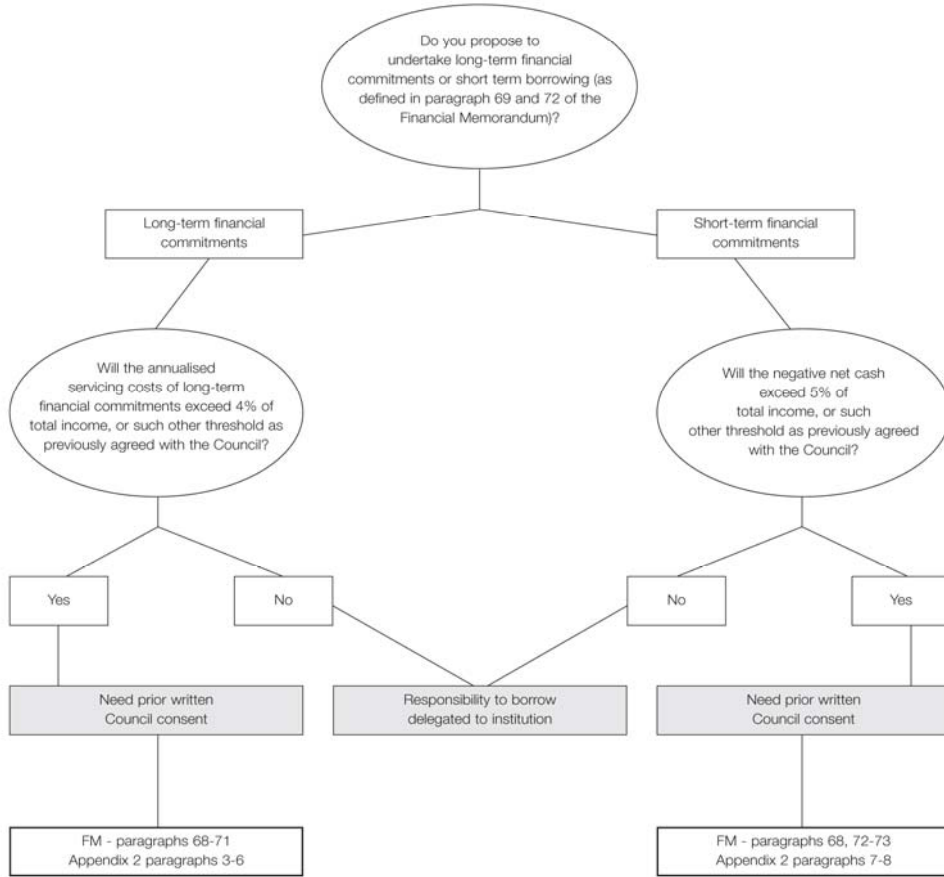 Do you propose to
undertake long-term financial
commitments or short term borrowing (as
defined in paragraph 69 and 72 of the
Financial Memorandum)?
Long-term financial
commitments
Short-term financial
commitments
Will the annualised
servicing costs of long-term
financial commitments exceed 4% of
total income, or such other threshold as
previously agreed with the Council?
Will the negative net cash
exceed 5% of
total income, or such
other threshold as previously agreed
with the Council?
Yes
No
No
Yes
Need prior written
Council consent
Responsibility to borrow
delegated to institution
Need prior written
Council consent
FM - paragraphs 68-71
Appendix 2 paragraphs 3-6
FM - paragraphs 68, 72-73
Appendix 2 paragraphs 7-8